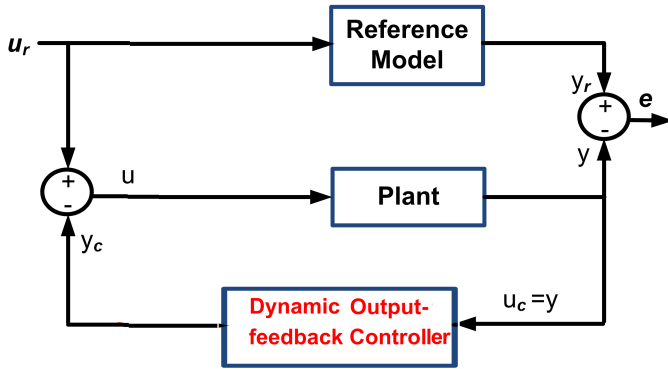 u_r
Reference
Model
y_r
+
-
e
y
+
-
u
Plant
y_c
Dynamic Output-
feedback Controller
u_c =y